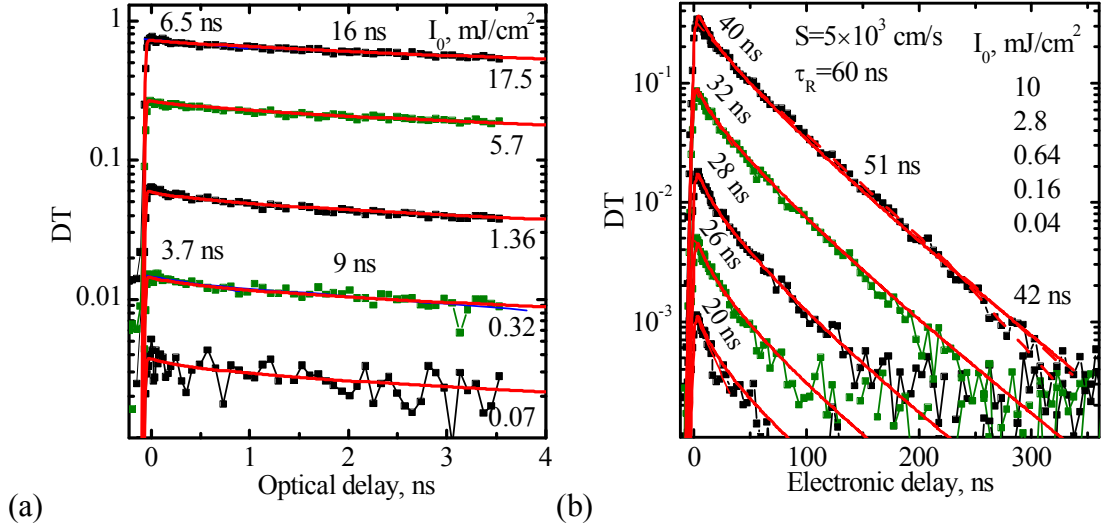 6.5 ns
16 ns
I₀, mJ/cm²
17.5
5.7
1.36
3.7 ns
9 ns
0.32
0.07
1
0.1
0.01
DT
0 1 2 3 4
Optical delay, ns
(a)
40 ns
32 ns
28 ns
26 ns
20 ns
S=5×10³ cm/s
τR=60 ns
I₀, mJ/cm²
10
2.8
0.64
0.16
0.04
51 ns
42 ns
10⁻¹
10⁻²
10⁻³
DT
0 100 200 300
Electronic delay, ns
(b)